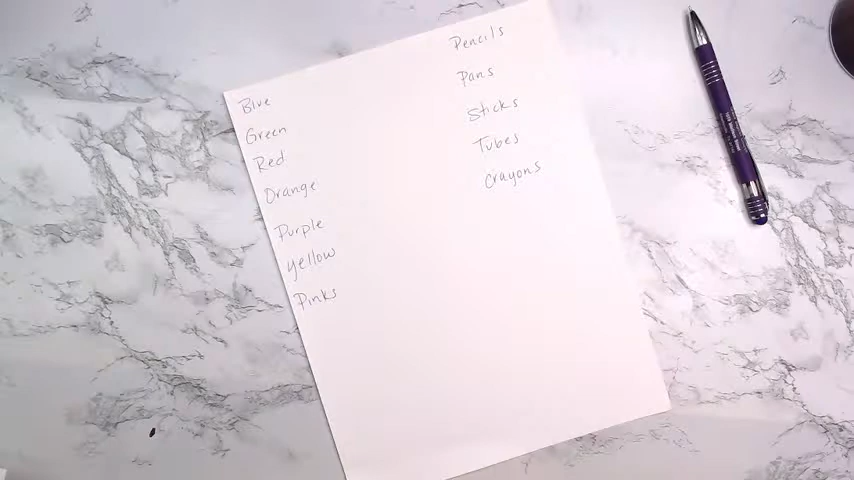 Blue
Green
Red
Orange
Purple
Yellow
Pinks
Pencils
Pans
Sticks
Tubes
Crayons